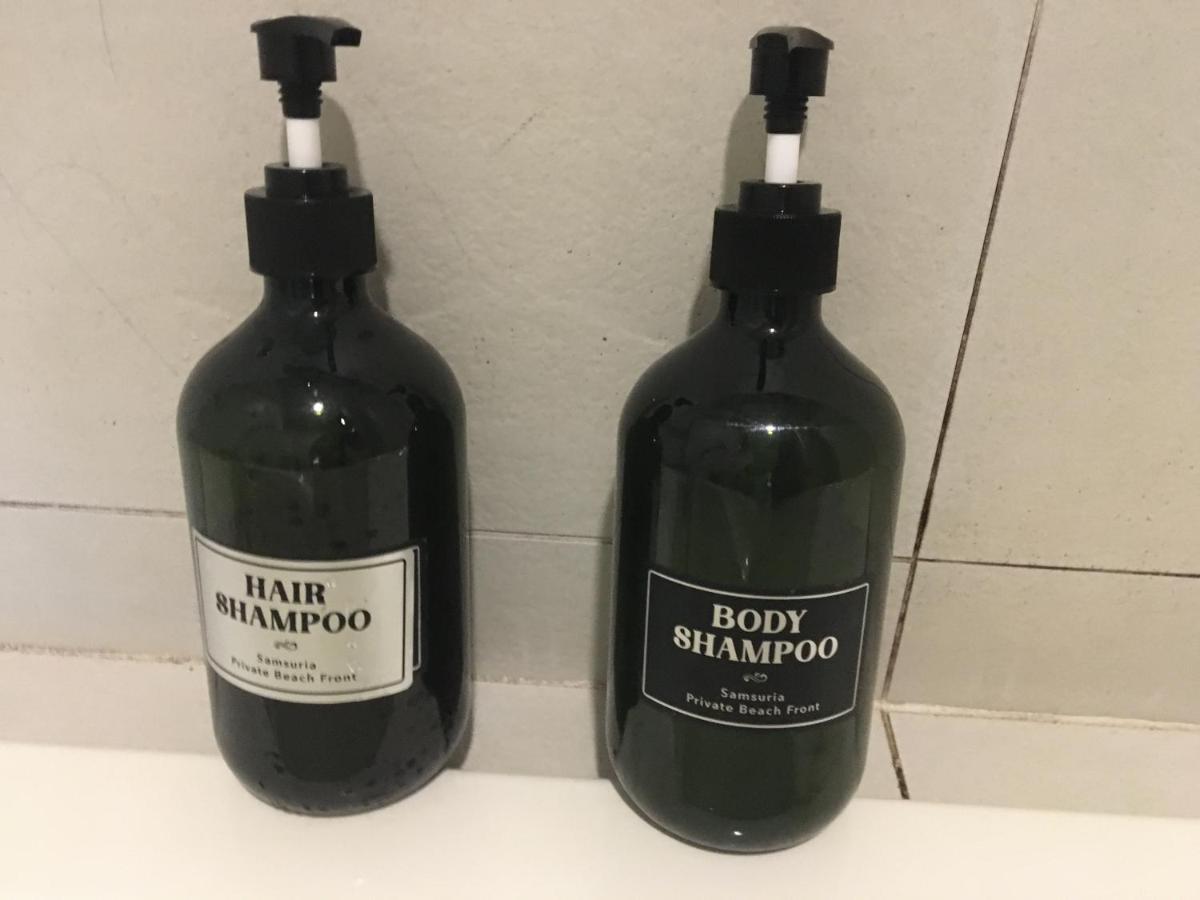 HAIR
SHAMPOO
Samsuria
Private Beach Front
BODY
SHAMPOO
Samsuria
Private Beach Front